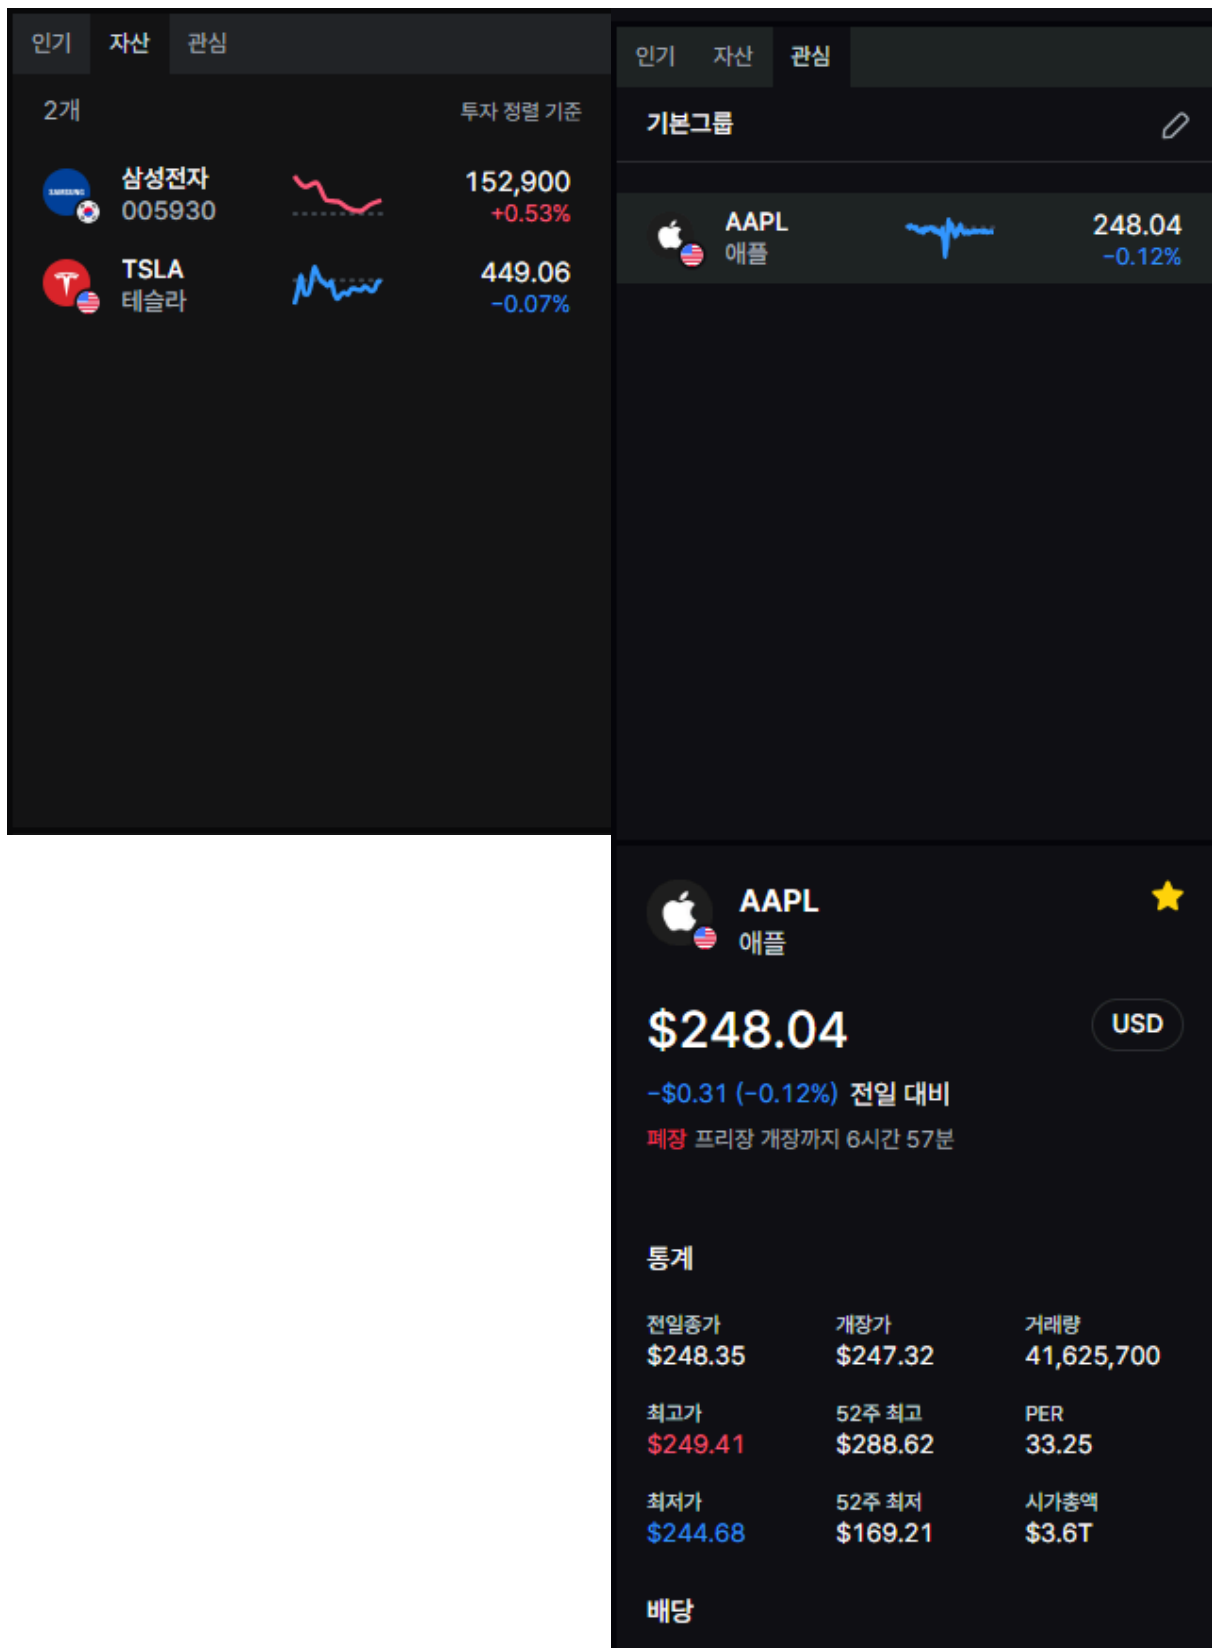 인기 자산 관심
2개 투자 정렬 기준
삼성전자 152,900
005930 +0.53%
SAMSUNG
TSLA 449.06
테슬라 −0.07%
인기 자산 관심
기본그룹
AAPL 248.04
애플 −0.12%
AAPL
애플
$248.04 USD
−$0.31 (−0.12%) 전일 대비
폐장 프리장 개장까지 6시간 57분
통계
전일종가 개장가 거래량
$248.35 $247.32 41,625,700
최고가 52주 최고 PER
$249.41 $288.62 33.25
최저가 52주 최저 시가총액
$244.68 $169.21 $3.6T
배당